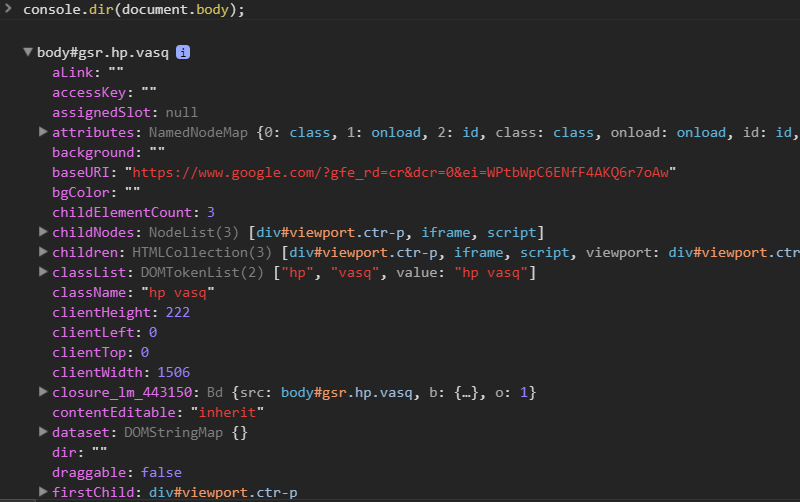 > console.dir(document.body);
▼ body#gsr.hp.vasq i
aLink: ""
accessKey: ""
assignedSlot: null
▶ attributes: NamedNodeMap {0: class, 1: onload, 2: id, class: class, onload: onload, id: id,
background: ""
baseURI: "https://www.google.com/?gfe_rd=cr&dcr=0&ei=WPtbWpC6ENfF4AKQ6r7oAw"
bgColor: ""
childElementCount: 3
▶ childNodes: NodeList(3) [div#viewport.ctr-p, iframe, script]
▶ children: HTMLCollection(3) [div#viewport.ctr-p, iframe, script, viewport: div#viewport.ctr
▶ classList: DOMTokenList(2) ["hp", "vasq", value: "hp vasq"]
className: "hp vasq"
clientHeight: 222
clientLeft: 0
clientTop: 0
clientWidth: 1506
▶ closure_lm_443150: Bd {src: body#gsr.hp.vasq, b: {…}, o: 1}
contentEditable: "inherit"
▶ dataset: DOMStringMap {}
dir: ""
draggable: false
▶ firstChild: div#viewport.ctr-p